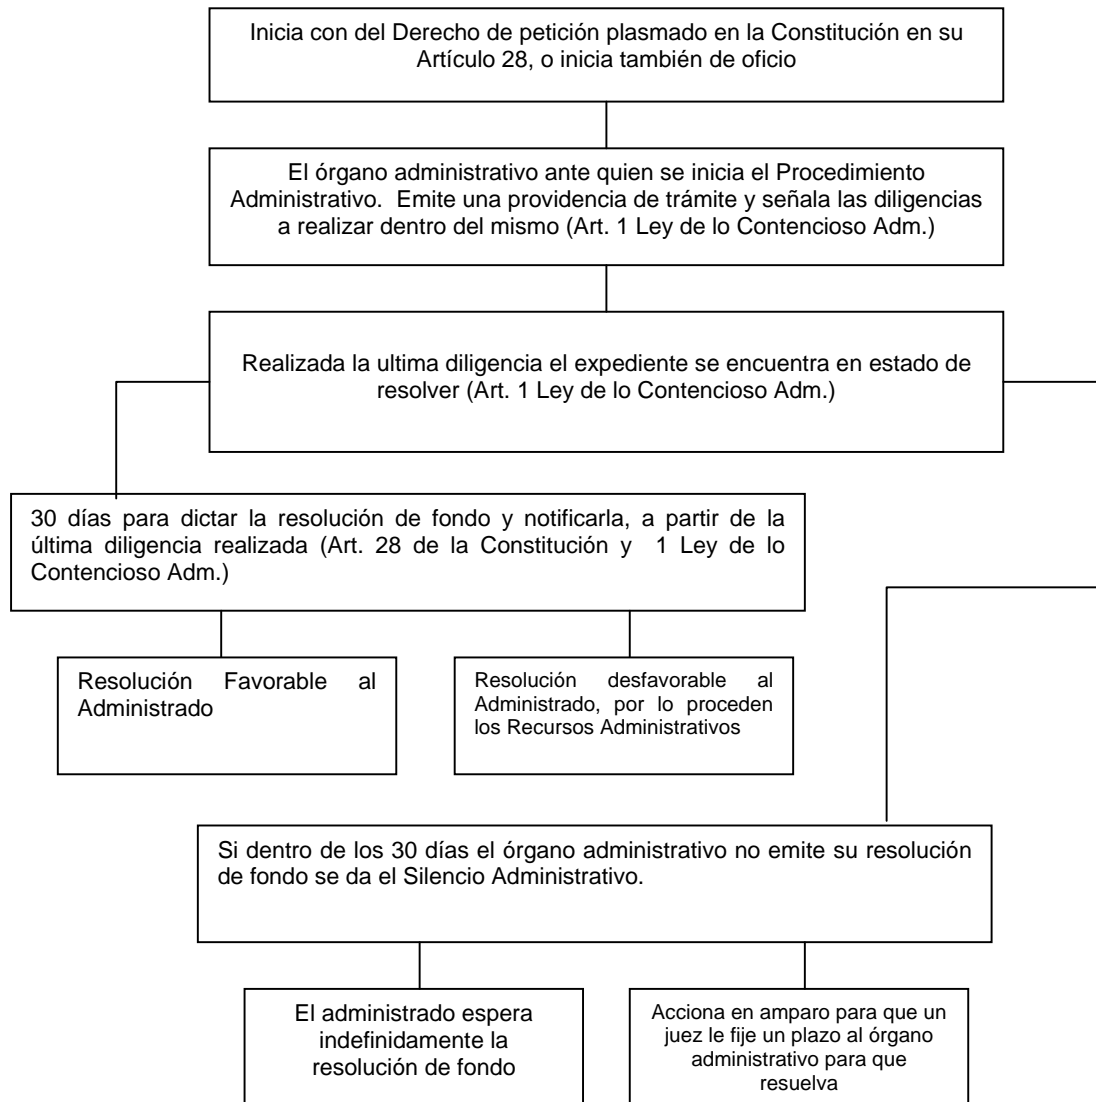 Inicia con del Derecho de petición plasmado en la Constitución en su
Artículo 28, o inicia también de oficio
El órgano administrativo ante quien se inicia el Procedimiento
Administrativo. Emite una providencia de trámite y señala las diligencias
a realizar dentro del mismo (Art. 1 Ley de lo Contencioso Adm.)
Realizada la ultima diligencia el expediente se encuentra en estado de
resolver (Art. 1 Ley de lo Contencioso Adm.)
30 días para dictar la resolución de fondo y notificarla, a partir de la
última diligencia realizada (Art. 28 de la Constitución y 1 Ley de lo
Contencioso Adm.)
Resolución Favorable al
Administrado
Resolución desfavorable al
Administrado, por lo proceden
los Recursos Administrativos
Si dentro de los 30 días el órgano administrativo no emite su resolución
de fondo se da el Silencio Administrativo.
El administrado espera
indefinidamente la
resolución de fondo
Acciona en amparo para que un
juez le fije un plazo al órgano
administrativo para que
resuelva